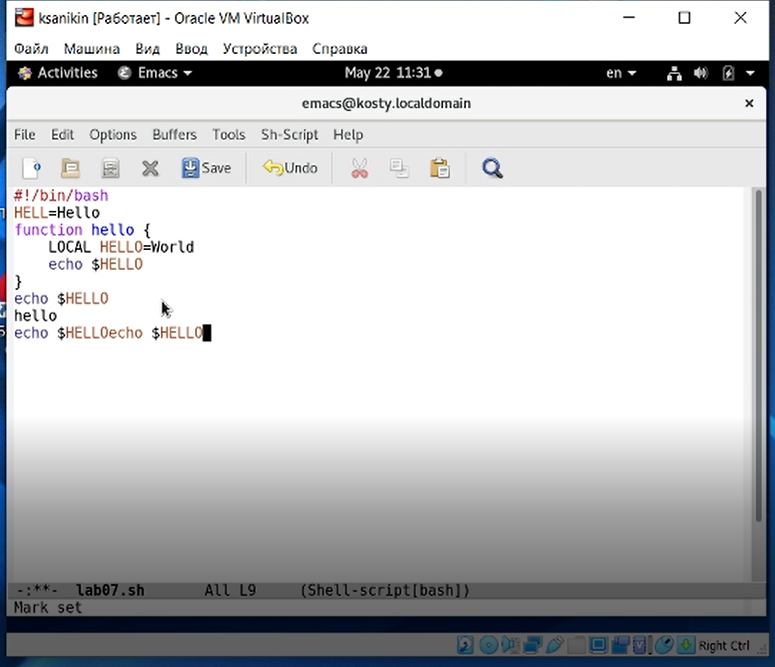 ksanikin [Работает] - Oracle VM VirtualBox
Файл Машина Вид Ввод Устройства Справка
Activities Emacs May 22 11:31 en
emacs@kosty.localdomain
File Edit Options Buffers Tools Sh-Script Help
Save Undo
#!/bin/bash
HELL=Hello
function hello {
    LOCAL HELLO=World
    echo $HELLO
}
echo $HELLO
hello
echo $HELLOecho $HELLO
-:**- lab07.sh All L9 (Shell-script[bash])
Mark set
Right Ctrl